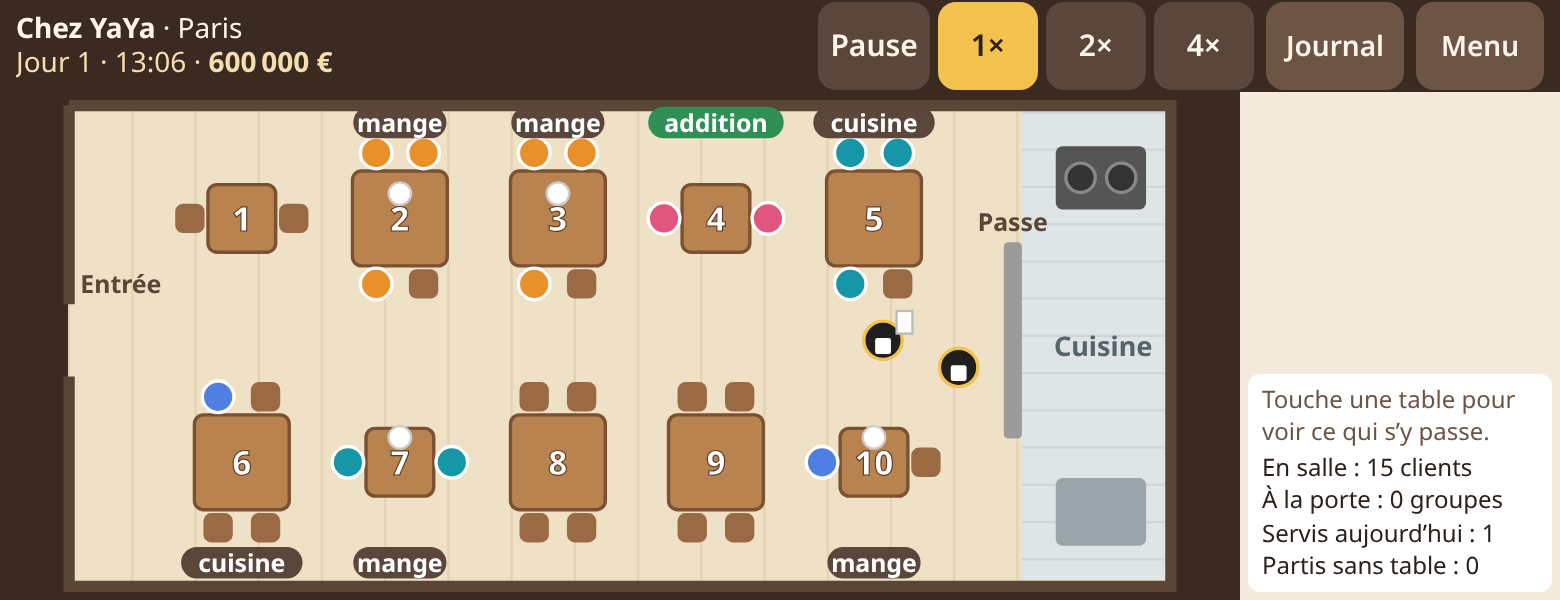 Chez YaYa · Paris
Jour 1 · 13:06 · 600 000 €
Pause
1×
2×
4×
Journal
Menu
mange
mange
addition
cuisine
1
2
3
4
5
Passe
Entrée
Cuisine
6
7
8
9
10
cuisine
mange
mange
Touche une table pour
voir ce qui s’y passe.
En salle : 15 clients
À la porte : 0 groupes
Servis aujourd’hui : 1
Partis sans table : 0